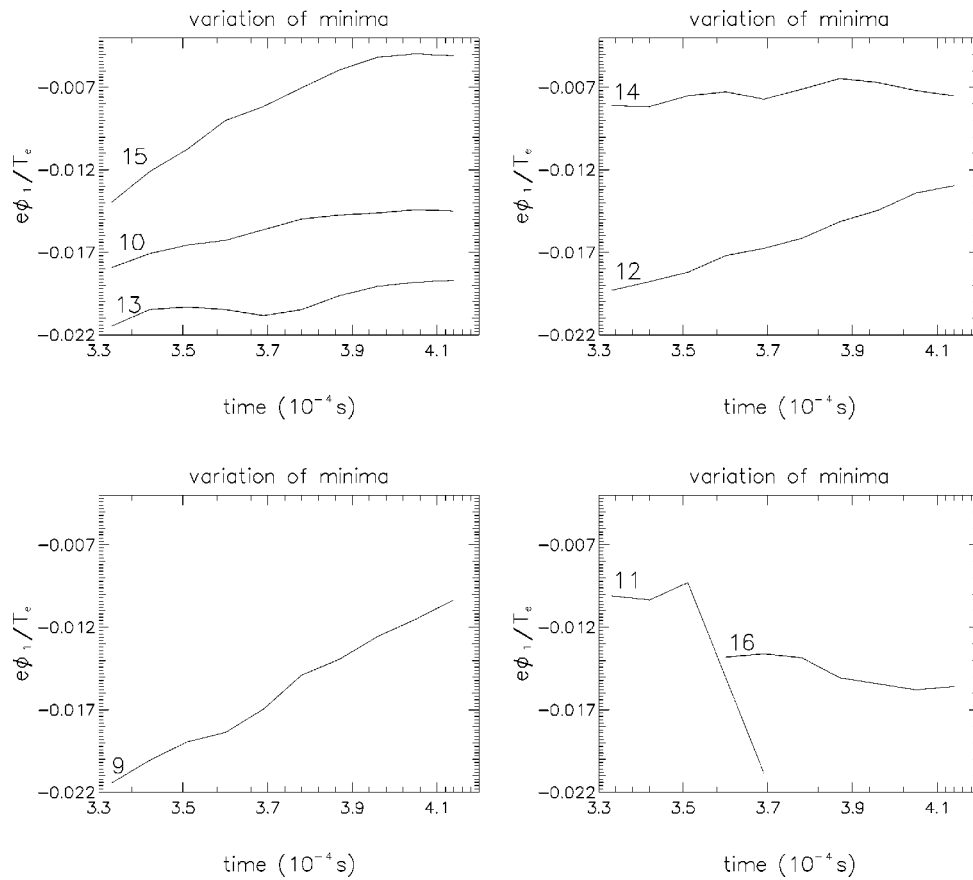 variation of minima
−0.007
−0.012
−0.017
−0.022
eϕ₁/Tₑ
15
10
13
3.3 3.5 3.7 3.9 4.1
time (10⁻⁴s)
variation of minima
−0.007
−0.012
−0.017
−0.022
eϕ₁/Tₑ
14
12
3.3 3.5 3.7 3.9 4.1
time (10⁻⁴s)
variation of minima
−0.007
−0.012
−0.017
−0.022
eϕ₁/Tₑ
9
3.3 3.5 3.7 3.9 4.1
time (10⁻⁴s)
variation of minima
−0.007
−0.012
−0.017
−0.022
eϕ₁/Tₑ
11
16
3.3 3.5 3.7 3.9 4.1
time (10⁻⁴s)